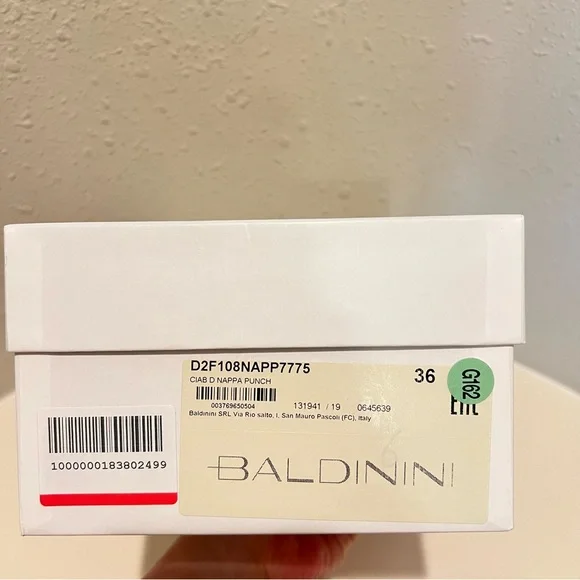 D2F108NAPP7775
36
CIAB D NAPPA PUNCH
003769650504
131941 / 19
0645639
Baldinini SRL Via Rio salto, I, San Mauro Pascoli (FC), Italy
BALDININI
G162
1000000183802499